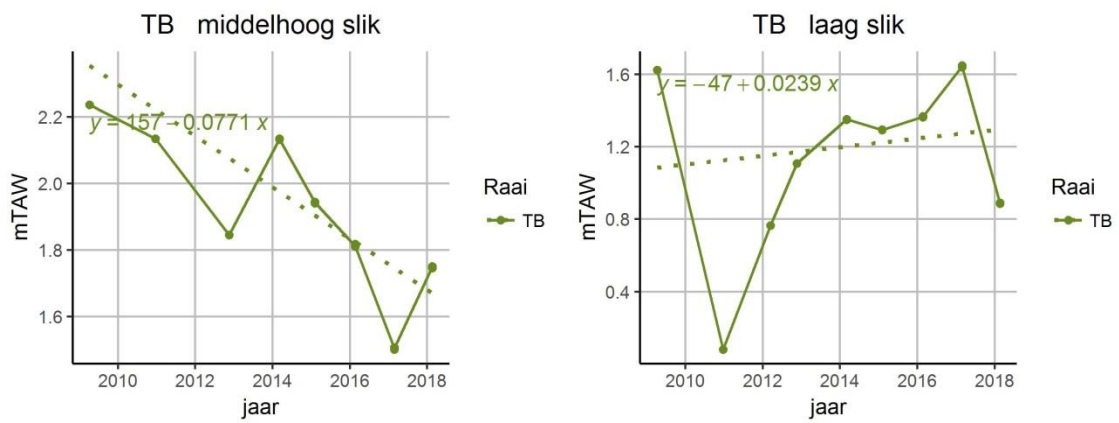 TB middelhoog slik
y = 157 − 0.0771 x
2.2
2.0
1.8
1.6
mTAW
2010 2012 2014 2016 2018
jaar
Raai
TB
TB laag slik
y = −47 + 0.0239 x
1.6
1.2
0.8
0.4
mTAW
2010 2012 2014 2016 2018
jaar
Raai
TB